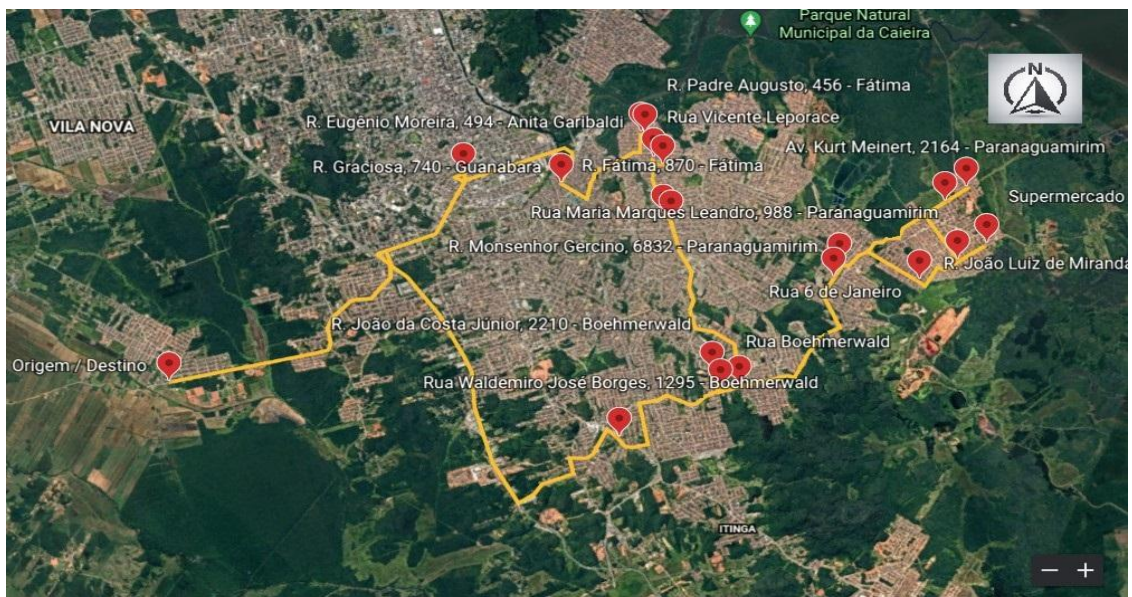 Parque Natural
Municipal da Caieira
N
R. Padre Augusto, 456 - Fátima
R. Eugênio Moreira, 494 - Anita Garibaldi
Rua Vicente Leporace
VILA NOVA
Av. Kurt Meinert, 2164 - Paranaguamirim
R. Graciosa, 740 - Guanabara
R. Fátima, 870 - Fátima
Supermercado
Rua Maria Marques Leandro, 988 - Paranaguamirim
R. Monsenhor Gercino, 6832 - Paranaguamirim
R. João Luiz de Miranda
Rua 6 de Janeiro
R. João da Costa Júnior, 2210 - Boehmerwald
Rua Boehmerwald
Origem / Destino
Rua Waldemiro José Borges, 1295 - Boehmerwald
ITINGA
− +